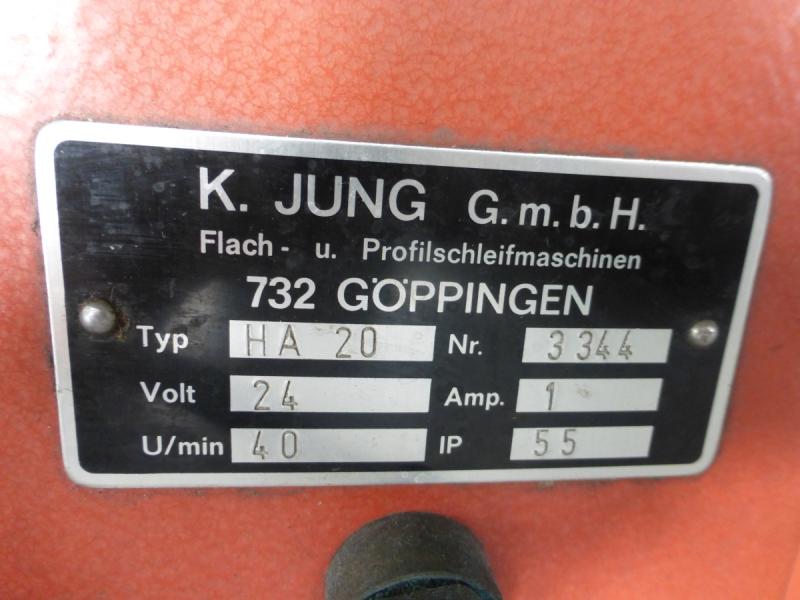 K. JUNG G.m.b.H.
Flach- u. Profilschleifmaschinen
732 GÖPPINGEN
Typ HA 20 Nr. 3344
Volt 24 Amp. 1
U/min 40 IP 55